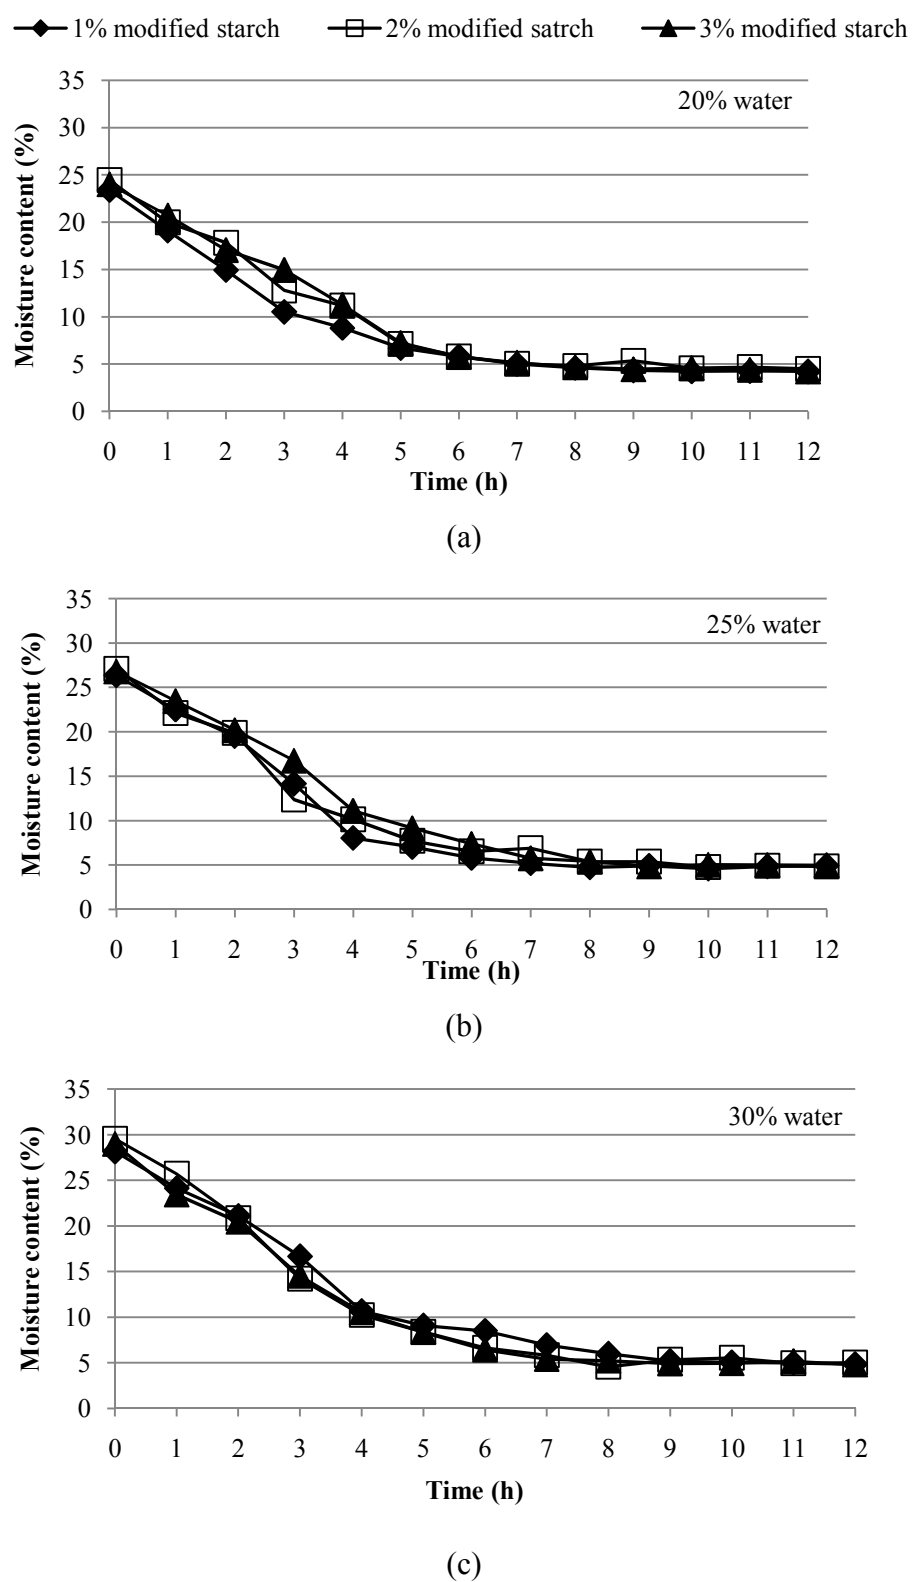 1% modified starch 2% modified satrch 3% modified starch
35
20% water
30
25
20
15
10
5
0
Moisture content (%)
0 1 2 3 4 5 6 7 8 9 10 11 12
Time (h)
(a)
35
25% water
30
25
20
15
10
5
0
Moisture content (%)
0 1 2 3 4 5 6 7 8 9 10 11 12
Time (h)
(b)
35
30% water
30
25
20
15
10
5
0
Moisture content (%)
0 1 2 3 4 5 6 7 8 9 10 11 12
Time (h)
(c)